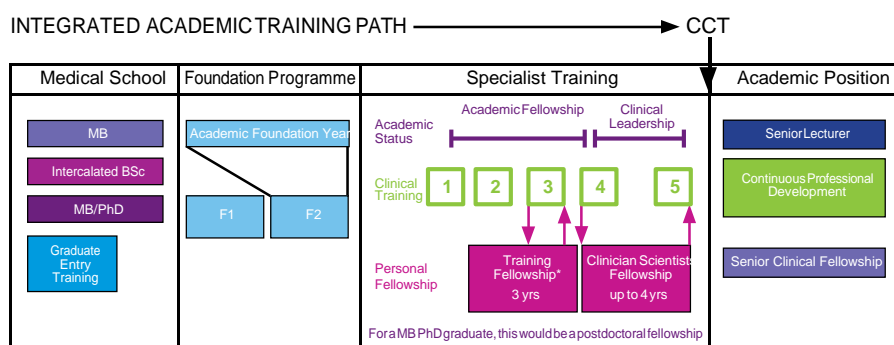 INTEGRATED ACADEMIC TRAINING PATH CCT
Medical School
Foundation Programme
Specialist Training
Academic Position
MB
Intercalated BSc
MB/PhD
Graduate
Entry
Training
Academic Foundation Year
F1
F2
Academic
Status
Academic Fellowship
Clinical
Leadership
Clinical
Training
1
2
3
4
5
Personal
Fellowship
Training
Fellowship*
3 yrs
Clinician Scientists
Fellowship
up to 4 yrs
For a MB PhD graduate, this would be a postdoctoral fellowship
Senior Lecturer
Continuous Professional
Development
Senior Clinical Fellowship